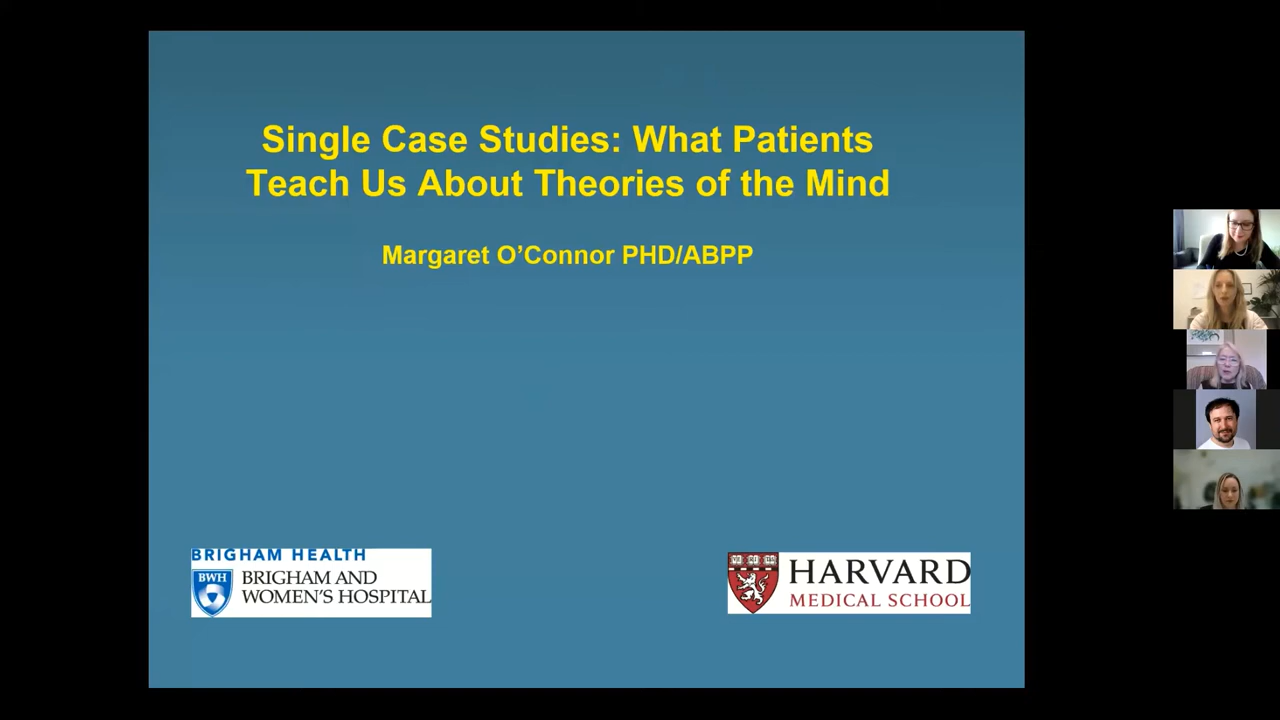 Single Case Studies: What Patients
Teach Us About Theories of the Mind
Margaret O’Connor PHD/ABPP
BRIGHAM HEALTH
BWH
BRIGHAM AND
WOMEN’S HOSPITAL
HARVARD
MEDICAL SCHOOL